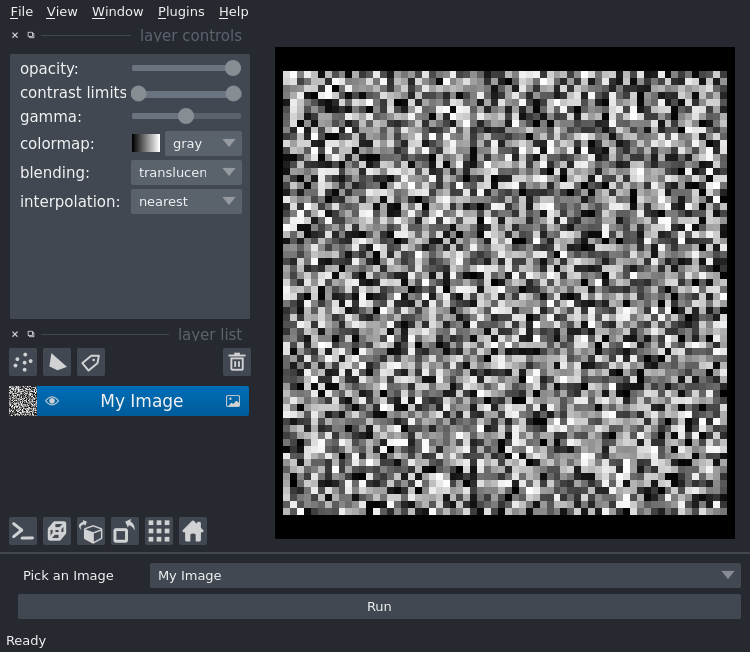 File View Window Plugins Help
layer controls
opacity:
contrast limits
gamma:
colormap: gray
blending: translucen
interpolation: nearest
layer list
My Image
Pick an Image My Image
Run
Ready